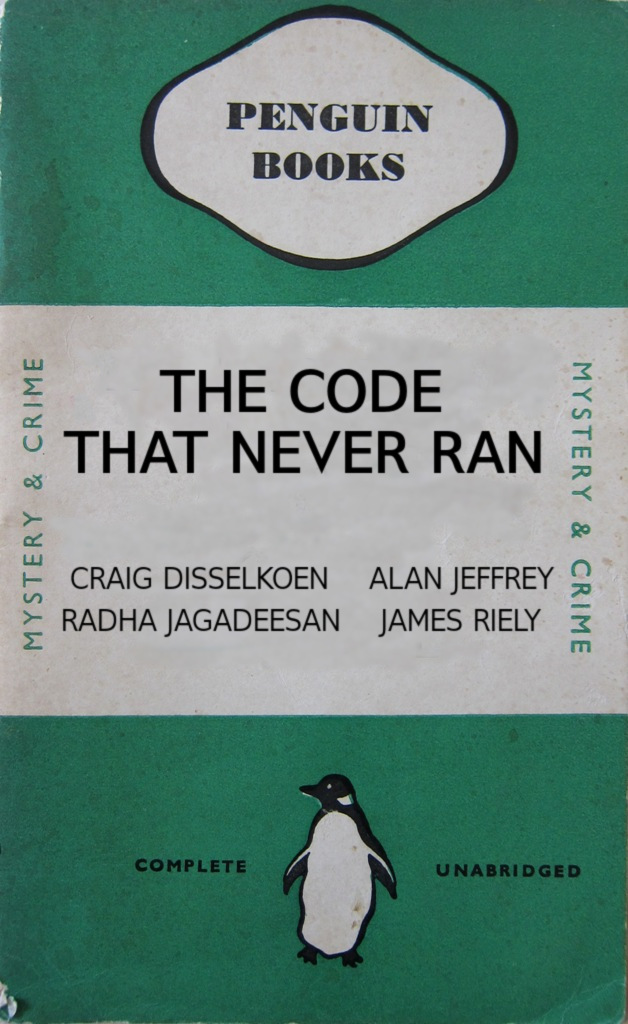 PENGUIN
BOOKS
MYSTERY & CRIME
THE CODE
THAT NEVER RAN
MYSTERY & CRIME
CRAIG DISSELKOEN ALAN JEFFREY
RADHA JAGADEESAN JAMES RIELY
COMPLETE UNABRIDGED